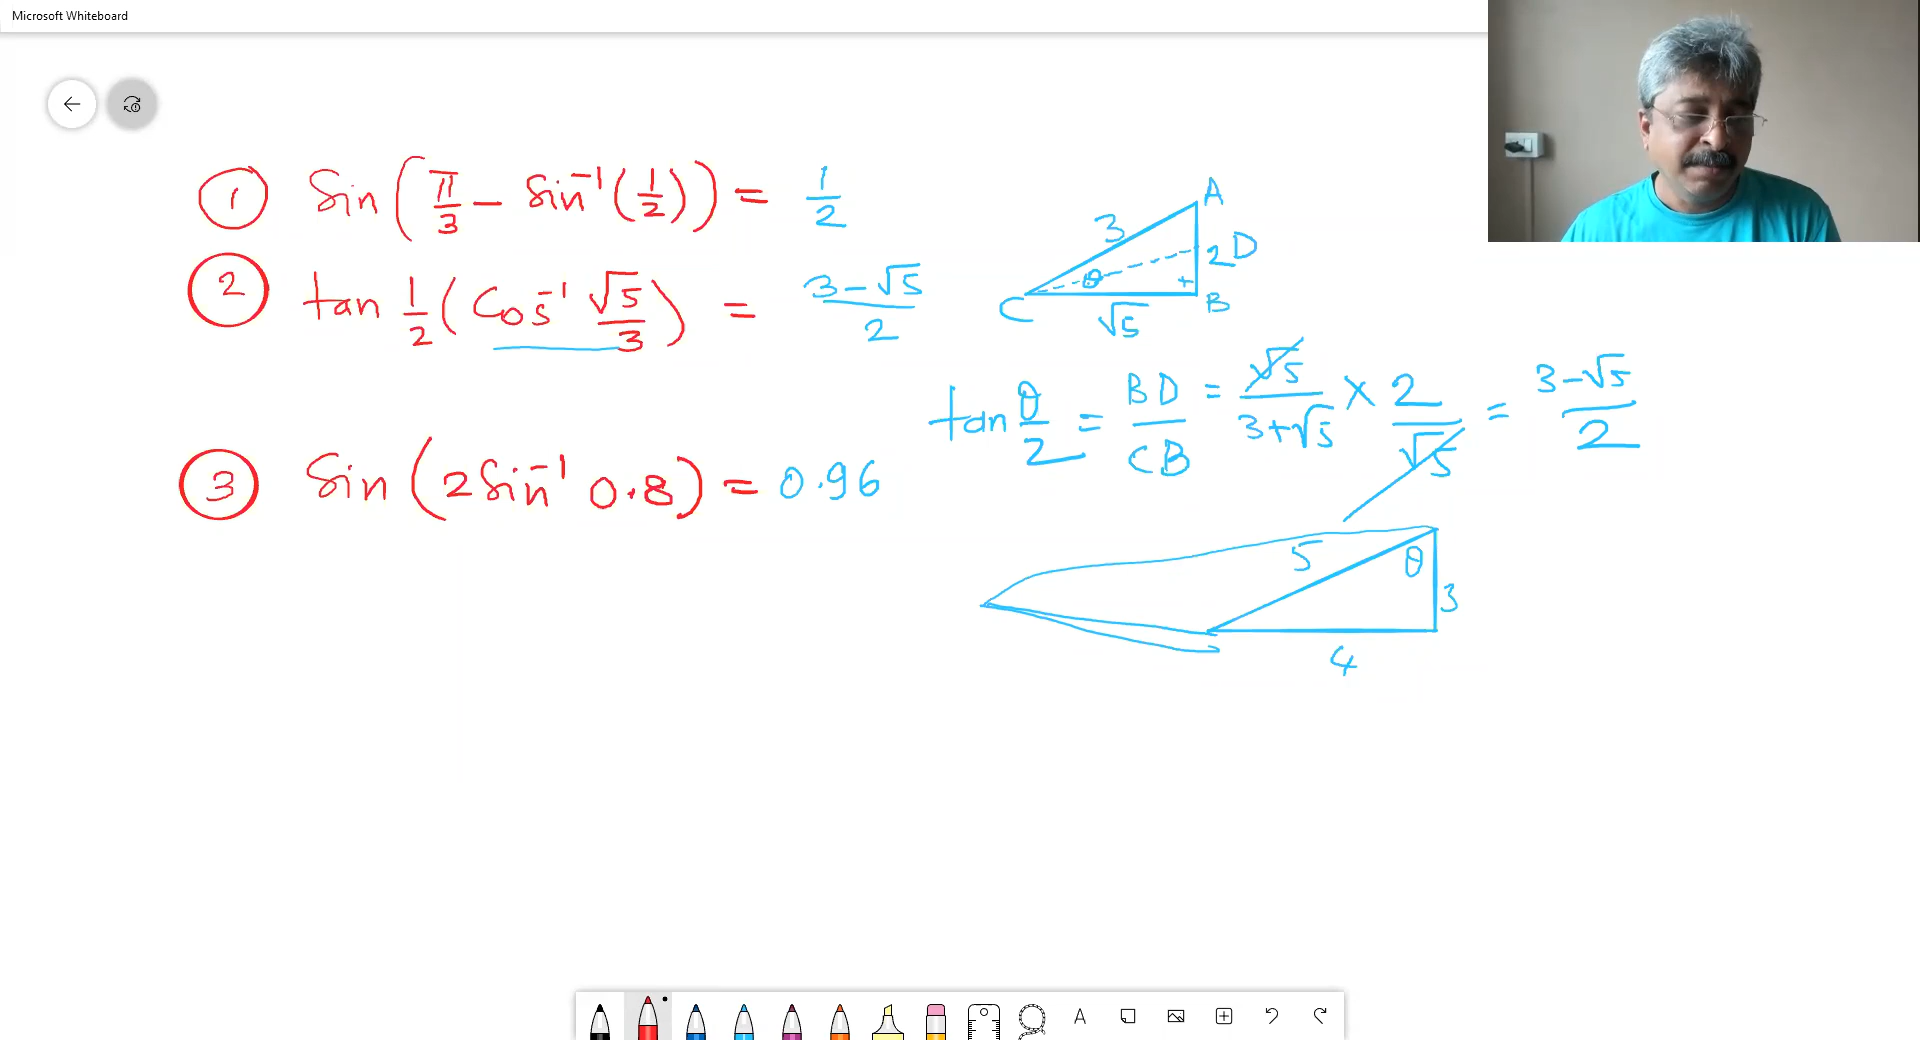 Microsoft Whiteboard
① Sin(π/3 − sin⁻¹(1/2)) = 1/2
② tan 1/2 (Cos⁻¹ √5/3) = 3−√5/2
A
3
2 D
θ
C
√5
B
tan θ/2 = BD/CB = √5/3+√5 × 2/√5 = 3−√5/2
③ Sin(2Sin⁻¹ 0.8) = 0.96
5
θ
3
4
A